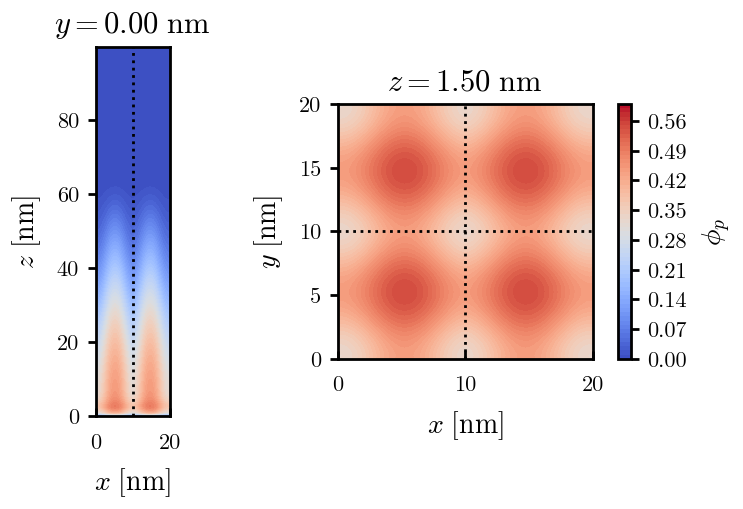 y = 0.00 nm
80
60
40
20
0
z [nm]
0 20
x [nm]
z = 1.50 nm
20
15
10
5
0
y [nm]
0 10 20
x [nm]
0.56
0.49
0.42
0.35
0.28
0.21
0.14
0.07
0.00
ϕp